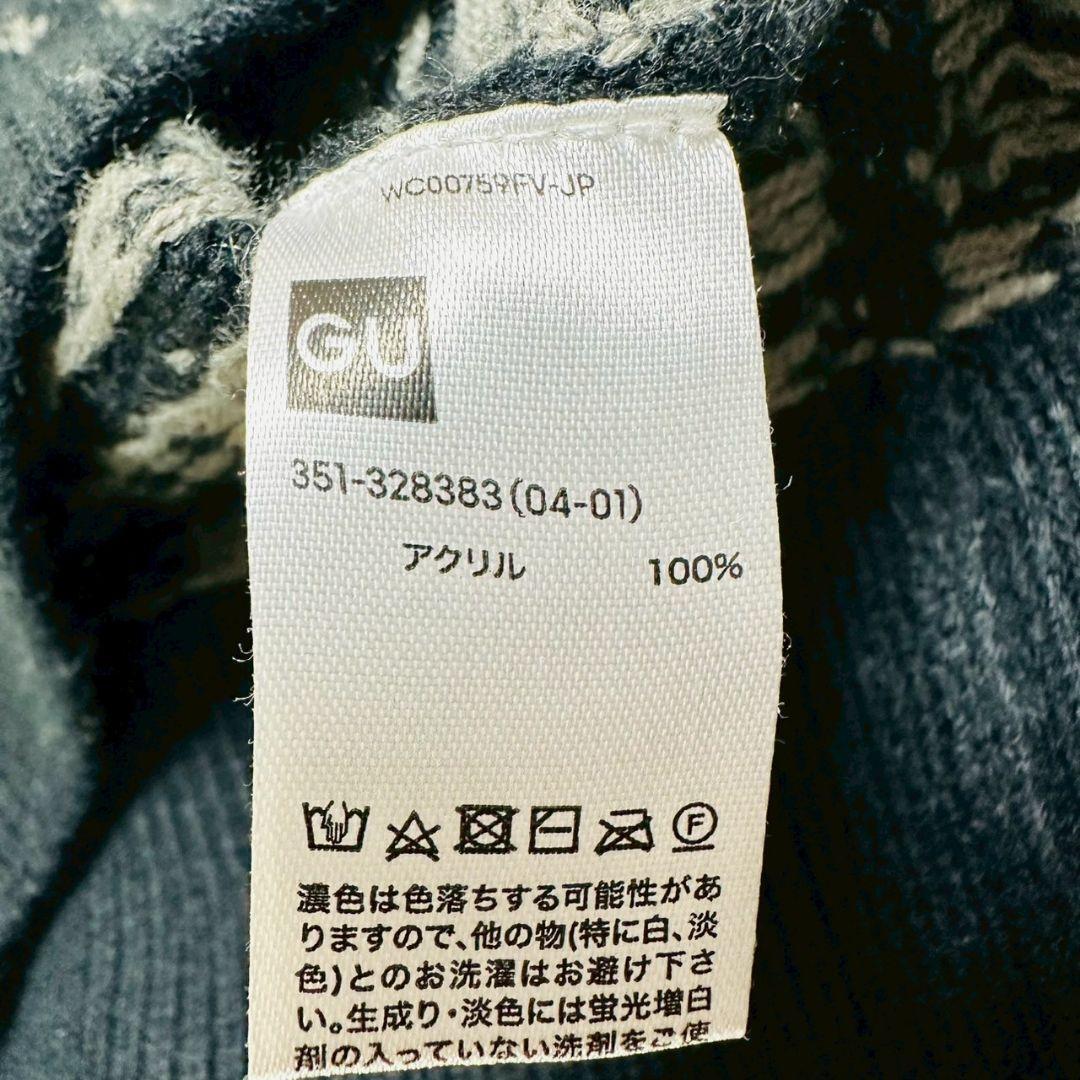 WC00759FV-JP
GU
351-328383(04-01)
アクリル 100%
F
濃色は色落ちする可能性があ
りますので、他の物(特に白、淡
色)とのお洗濯はお避け下さ
い。生成り・淡色には蛍光増白
剤の入っていない洗剤をご使